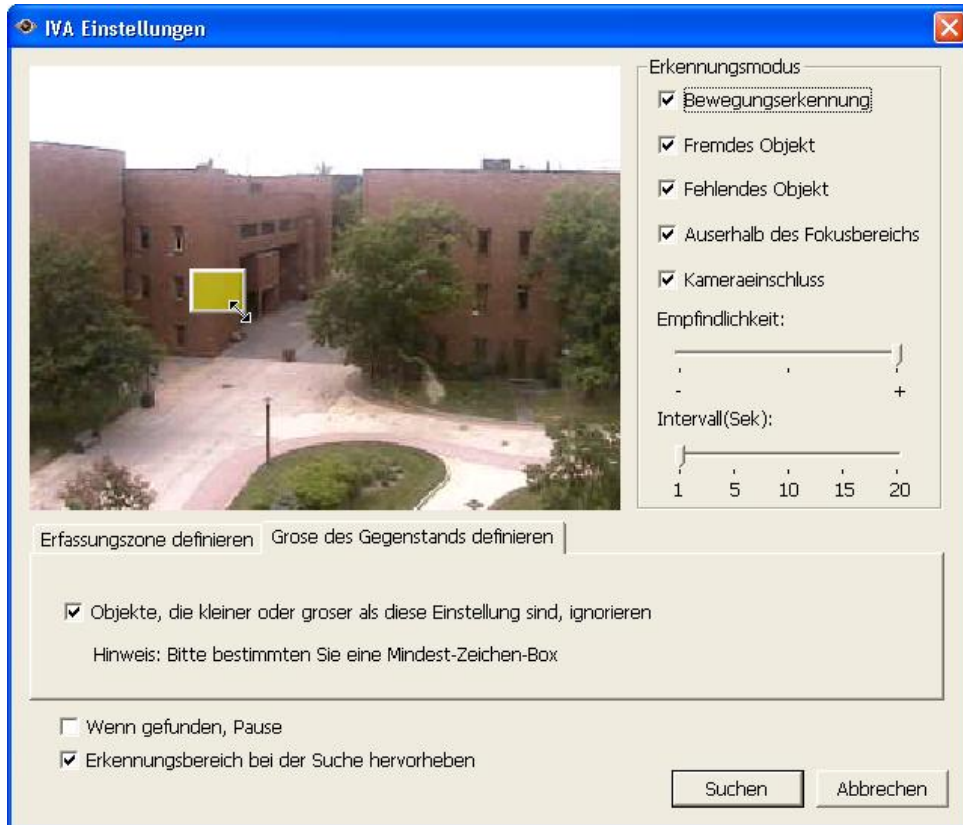 IVA Einstellungen
Erkennungsmodus
Bewegungserkennung
Fremdes Objekt
Fehlendes Objekt
Auserhalb des Fokusbereichs
Kameraeinschluss
Empfindlichkeit:
- +
Intervall(Sek):
1 5 10 15 20
Erfassungszone definieren Grose des Gegenstands definieren
Objekte, die kleiner oder groser als diese Einstellung sind, ignorieren
Hinweis: Bitte bestimmten Sie eine Mindest-Zeichen-Box
Wenn gefunden, Pause
Erkennungsbereich bei der Suche hervorheben
Suchen Abbrechen